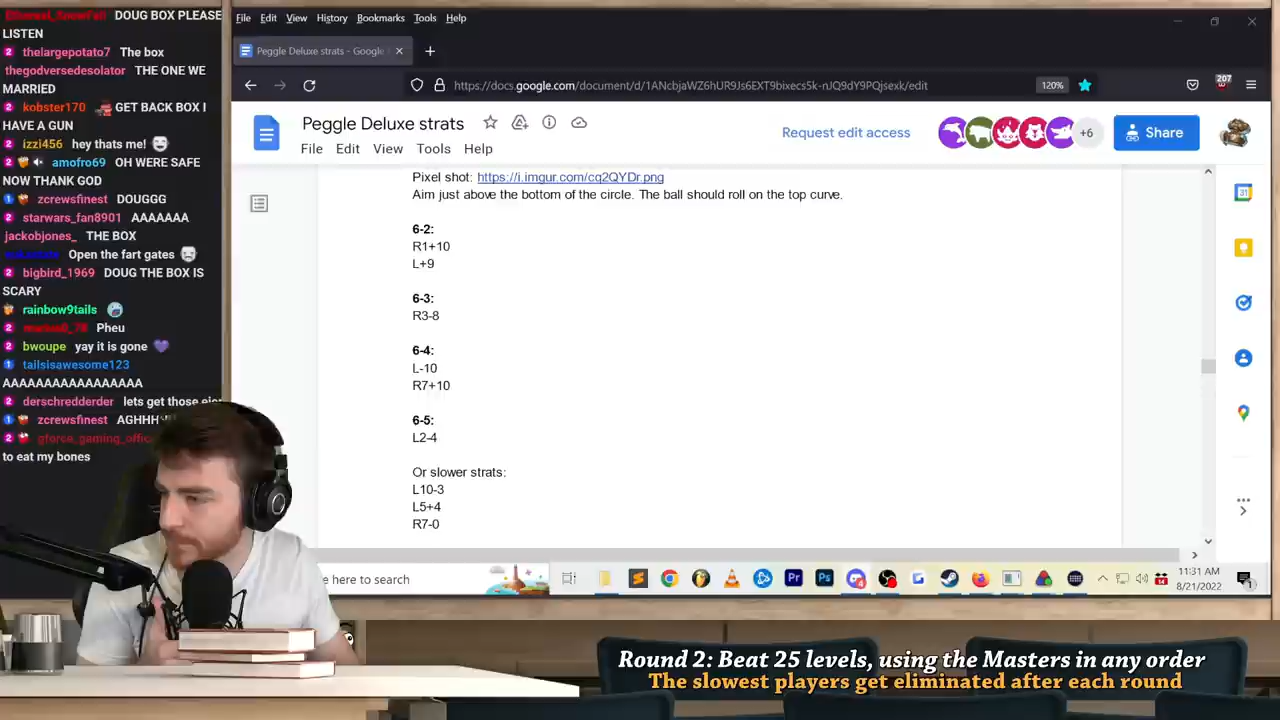 Ethereal_Snowfall DOUG BOX PLEASE
LISTEN
thelargepotato7 The box
thegodversedesolator THE ONE WE
MARRIED
kobster170 GET BACK BOX I
HAVE A GUN
izzi456 hey thats me!
amofro69 OH WERE SAFE
NOW THANK GOD
zcrewsfinest DOUGGG
starwars_fan8901 AAAAAAA
jackobjones_ THE BOX
Open the fart gates
bigbird_1969 DOUG THE BOX IS
SCARY
rainbow9tails
Pheu
bwoupe yay it is gone
tailsisawesome123
AAAAAAAAAAAAAAAAA
derschredderder lets get those
zcrewsfinest AGHHH
gforce_gaming_offic
to eat my bones
File Edit View History Bookmarks Tools Help
Peggle Deluxe strats - Google
https://docs.google.com/document/d/1ANcbjaWZ6hUR9Js6EXT9bixecs5k-nJQ9dY9PQjsexk/edit
120%
207
Peggle Deluxe strats
File Edit View Tools Help
Request edit access
+6
Share
31
Pixel shot: https://i.imgur.com/cq2QYDr.png
Aim just above the bottom of the circle. The ball should roll on the top curve.
6-2:
R1+10
L+9
6-3:
R3-8
6-4:
L-10
R7+10
6-5:
L2-4
Or slower strats:
L10-3
L5+4
R7-0
here to search
Pr
Ps
11:31 AM
8/21/2022
Round 2: Beat 25 levels, using the Masters in any order
The slowest players get eliminated after each round